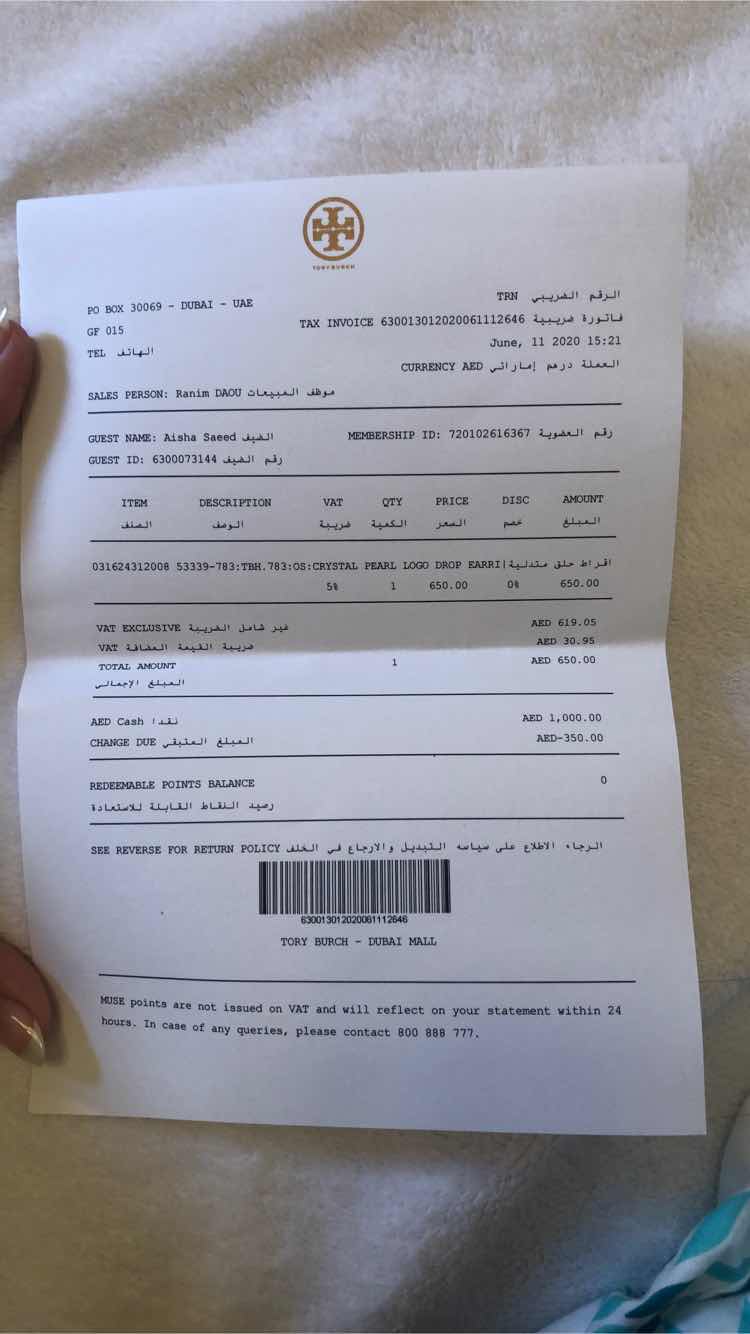 TORY BURCH
PO BOX 30069 - DUBAI - UAE
GF 015
TEL الهاتف
TRN الرقم الضريبي
TAX INVOICE 630013012020061112646 فاتورة ضريبية
June, 11 2020 15:21
CURRENCY AED العملة درهم إماراتي
SALES PERSON: Ranim DAOU موظف المبيعات
GUEST NAME: Aisha Saeed الضيف
MEMBERSHIP ID: 720102616367 رقم العضوية
GUEST ID: 6300073144 رقم الضيف
ITEM DESCRIPTION VAT QTY PRICE DISC AMOUNT
الصنف الوصف ضريبة الكمية السعر خصم المبلغ
031624312008 53339-783:TBH.783:OS:CRYSTAL PEARL LOGO DROP EARRI|اقراط حلق متدلية
5% 1 650.00 0% 650.00
VAT EXCLUSIVE غير شامل الضريبة AED 619.05
VAT ضريبة القيمة المضافة AED 30.95
TOTAL AMOUNT 1 AED 650.00
المبلغ الإجمالي
AED Cash نقدا AED 1,000.00
CHANGE DUE المبلغ المتبقي AED-350.00
REDEEMABLE POINTS BALANCE 0
رصيد النقاط القابلة للاستعادة
SEE REVERSE FOR RETURN POLICY الرجاء الاطلاع على سياسه التبديل والارجاع في الخلف
630013012020061112646
TORY BURCH - DUBAI MALL
MUSE points are not issued on VAT and will reflect on your statement within 24
hours. In case of any queries, please contact 800 888 777.